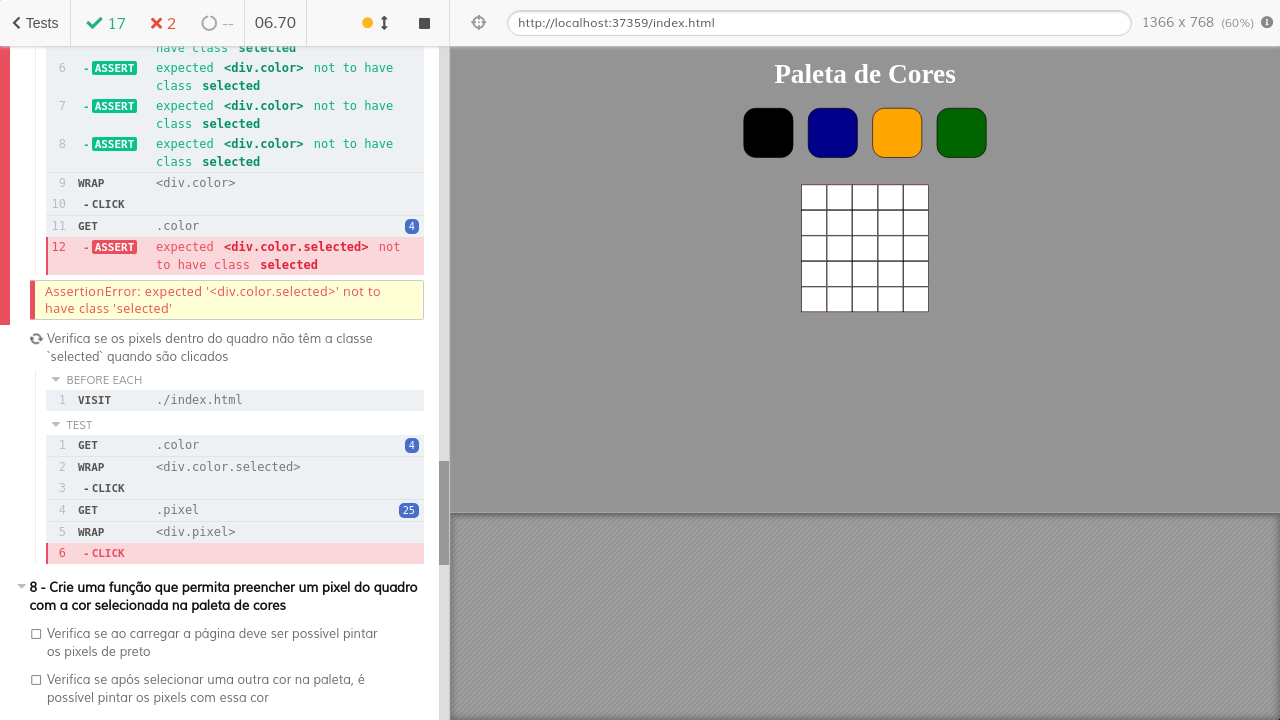 Tests 17 2 -- 06.70 http://localhost:37359/index.html 1366 x 768 (60%)
have class selected
6 - ASSERT expected <div.color> not to have
class selected
7 - ASSERT expected <div.color> not to have
class selected
8 - ASSERT expected <div.color> not to have
class selected
9 WRAP <div.color>
10 - CLICK
11 GET .color 4
12 - ASSERT expected <div.color.selected> not
to have class selected
AssertionError: expected '<div.color.selected>' not to
have class 'selected'
Verifica se os pixels dentro do quadro não têm a classe
`selected` quando são clicados
BEFORE EACH
1 VISIT ./index.html
TEST
1 GET .color 4
2 WRAP <div.color.selected>
3 - CLICK
4 GET .pixel 25
5 WRAP <div.pixel>
6 - CLICK
8 - Crie uma função que permita preencher um pixel do quadro
com a cor selecionada na paleta de cores
Verifica se ao carregar a página deve ser possível pintar
os pixels de preto
Verifica se após selecionar uma outra cor na paleta, é
possível pintar os pixels com essa cor
Paleta de Cores